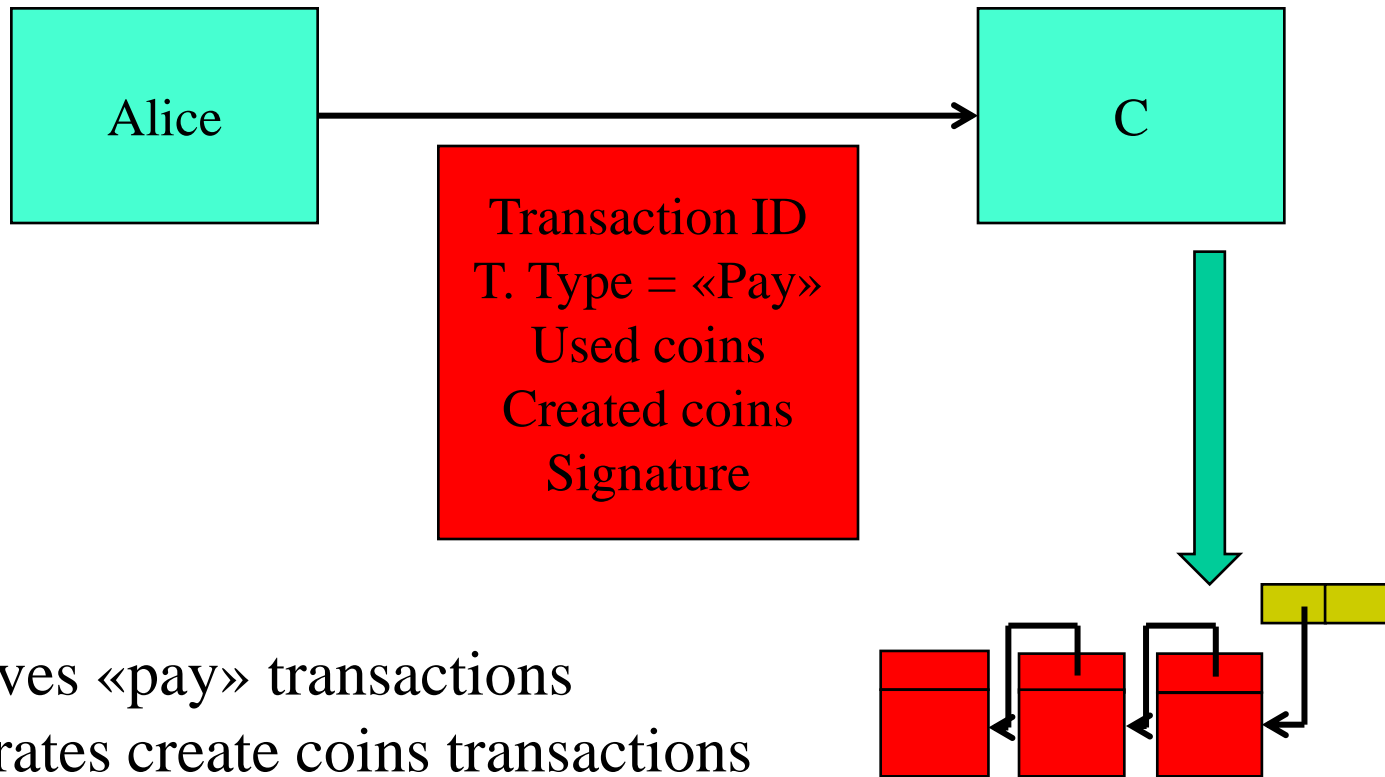 Alice
C
Transaction ID
T. Type = «Pay»
Used coins
Created coins
Signature
ves «pay» transactions
rates create coins transactions